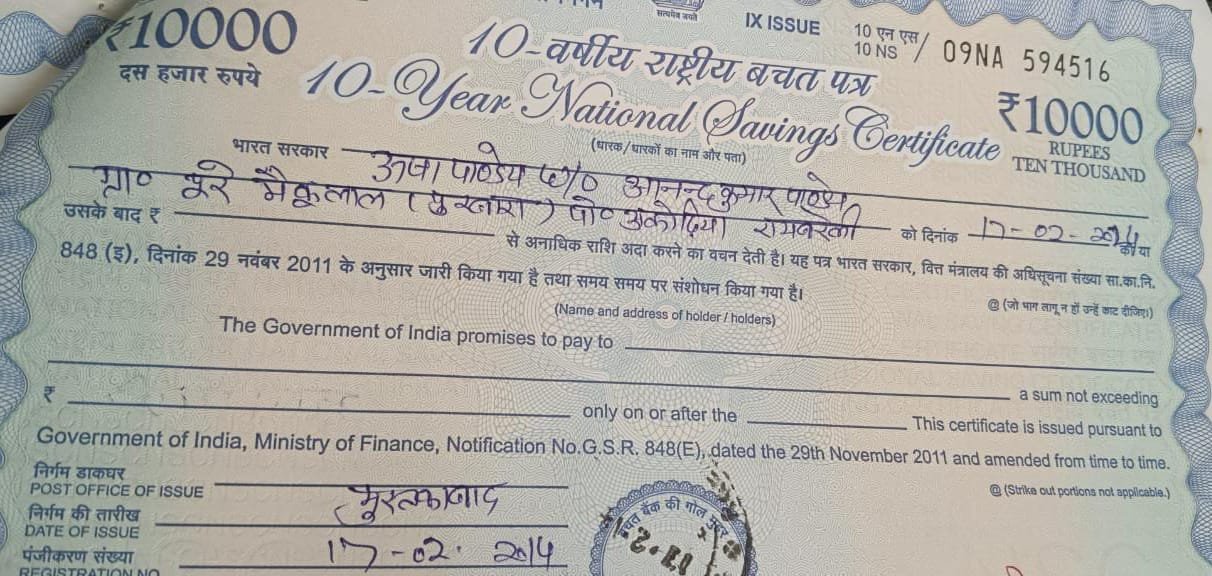 ₹10000
दस हजार रुपये
सत्यमेव जयते
IX ISSUE
10 एन एस/
10 NS
09NA 594516
10-वर्षीय राष्ट्रीय बचत पत्र
10-Year National Savings Certificate
₹10000
RUPEES
TEN THOUSAND
(धारक/धारकों का नाम और पता)
भारत सरकार ऊषा पाण्डेय W/o आनन्द कुमार पाण्डेय
ग्रा० पूरे मैकूलाल ( ) पो० अकोढ़िया रायबरेली को दिनांक 17-02-2014 को या
उसके बाद ₹
से अनाधिक राशि अदा करने का वचन देती है। यह पत्र भारत सरकार, वित्त मंत्रालय की अधिसूचना संख्या सा.का.नि.
848 (इ), दिनांक 29 नवंबर 2011 के अनुसार जारी किया गया है तथा समय समय पर संशोधन किया गया है।
@ (जो भाग लागू न हों उन्हें काट दीजिए।)
(Name and address of holder / holders)
The Government of India promises to pay to
a sum not exceeding
₹ only on or after the This certificate is issued pursuant to
Government of India, Ministry of Finance, Notification No.G.S.R. 848(E), dated the 29th November 2011 and amended from time to time.
@ (Strike out portions not applicable.)
निर्गम डाकघर
POST OFFICE OF ISSUE
निर्गम की तारीख
DATE OF ISSUE 17-02-2014
पंजीकरण संख्या
REGISTRATION NO.
बचत बैंक की गोल मुहर